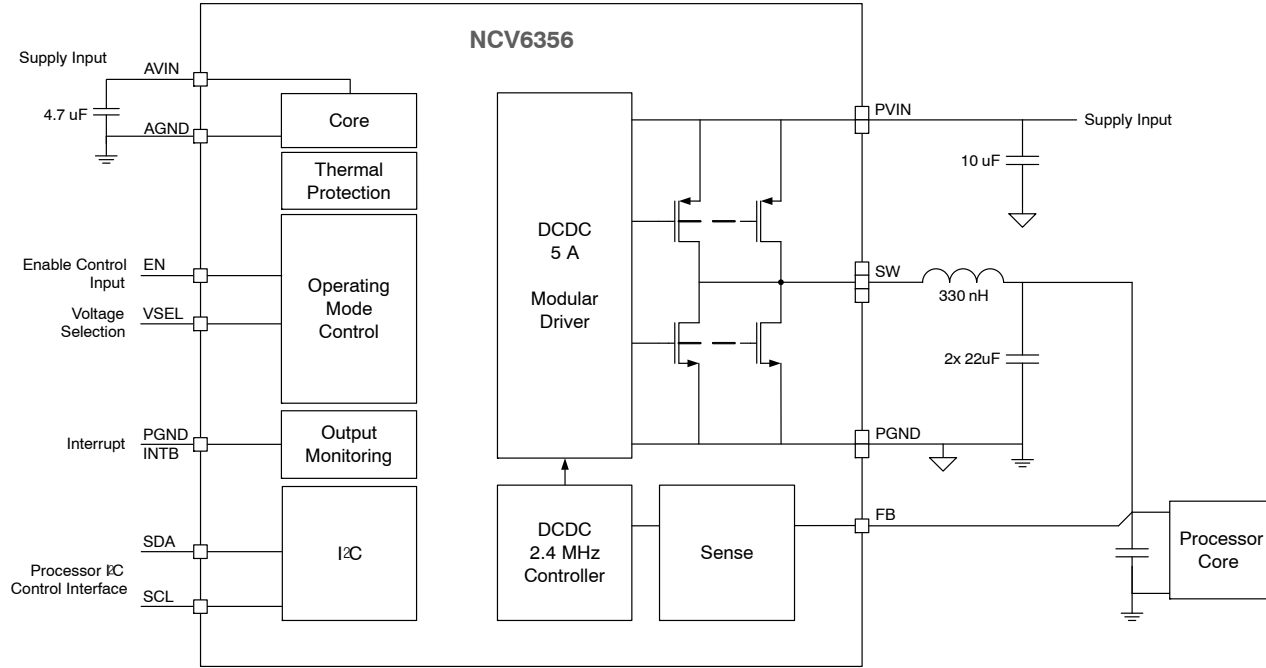 NCV6356
Supply Input
AVIN
4.7 uF
AGND
Core
Thermal
Protection
Enable Control
Input
EN
Voltage
Selection
VSEL
Operating
Mode
Control
Interrupt
PGND
INTB
Output
Monitoring
SDA
Processor I2C
Control Interface
SCL
I2C
DCDC
5 A
Modular
Driver
DCDC
2.4 MHz
Controller
Sense
PVIN
Supply Input
10 uF
SW
330 nH
2x 22uF
PGND
FB
Processor
Core